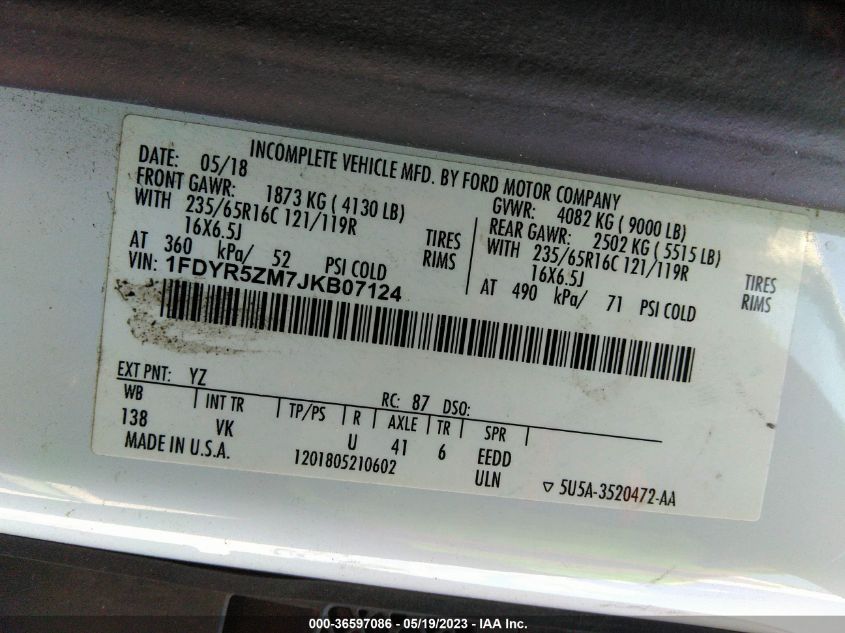 INCOMPLETE VEHICLE MFD. BY FORD MOTOR COMPANY
DATE: 05/18
GVWR: 4082 KG ( 9000 LB)
FRONT GAWR: 1873 KG ( 4130 LB)
REAR GAWR: 2502 KG ( 5515 LB)
WITH 235/65R16C 121/119R TIRES
WITH 235/65R16C 121/119R TIRES
16X6.5J RIMS
16X6.5J RIMS
AT 360 kPa/ 52 PSI COLD
AT 490 kPa/ 71 PSI COLD
VIN: 1FDYR5ZM7JKB07124
EXT PNT: YZ RC: 87 DSO:
WB INT TR TP/PS R AXLE TR SPR
138 VK U 41 6 EEDD
MADE IN U.S.A. 1201805210602 ULN
▽ 5U5A-3520472-AA
000-36597086 - 05/19/2023 - IAA Inc.